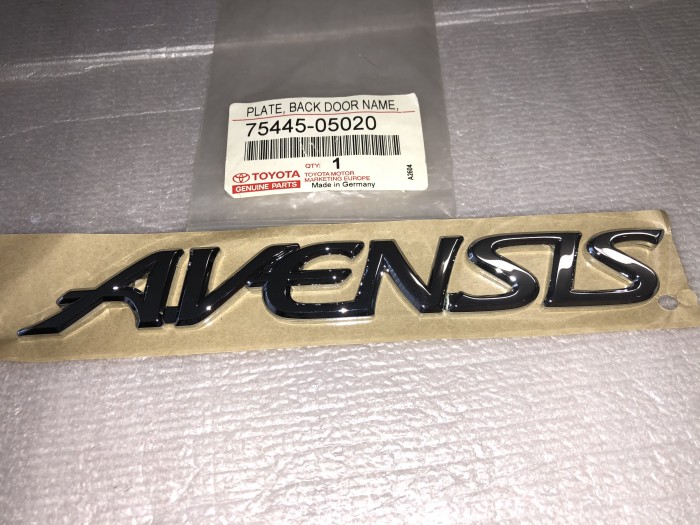 PLATE, BACK DOOR NAME,
75445-05020
QTY: 1
TOYOTA
GENUINE PARTS
TOYOTA MOTOR
MARKETING EUROPE
Made in Germany
A2604
AVENSIS